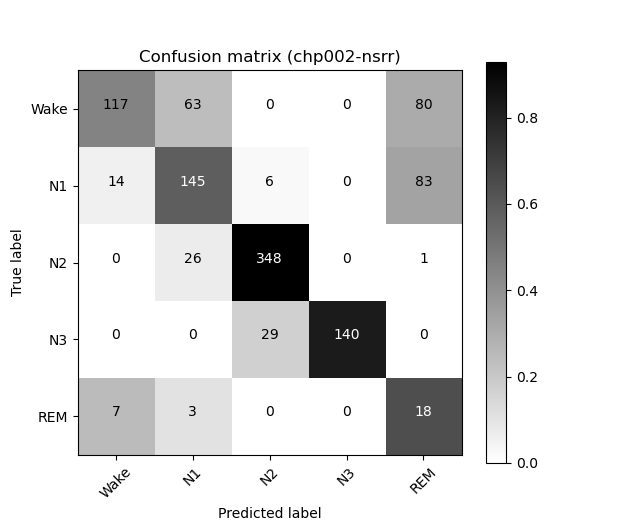 Confusion matrix (chp002-nsrr)
Wake 117 63 0 0 80
N1 14 145 6 0 83
N2 0 26 348 0 1
N3 0 0 29 140 0
REM 7 3 0 0 18
Wake N1 N2 N3 REM
Predicted label
True label
0.8
0.6
0.4
0.2
0.0